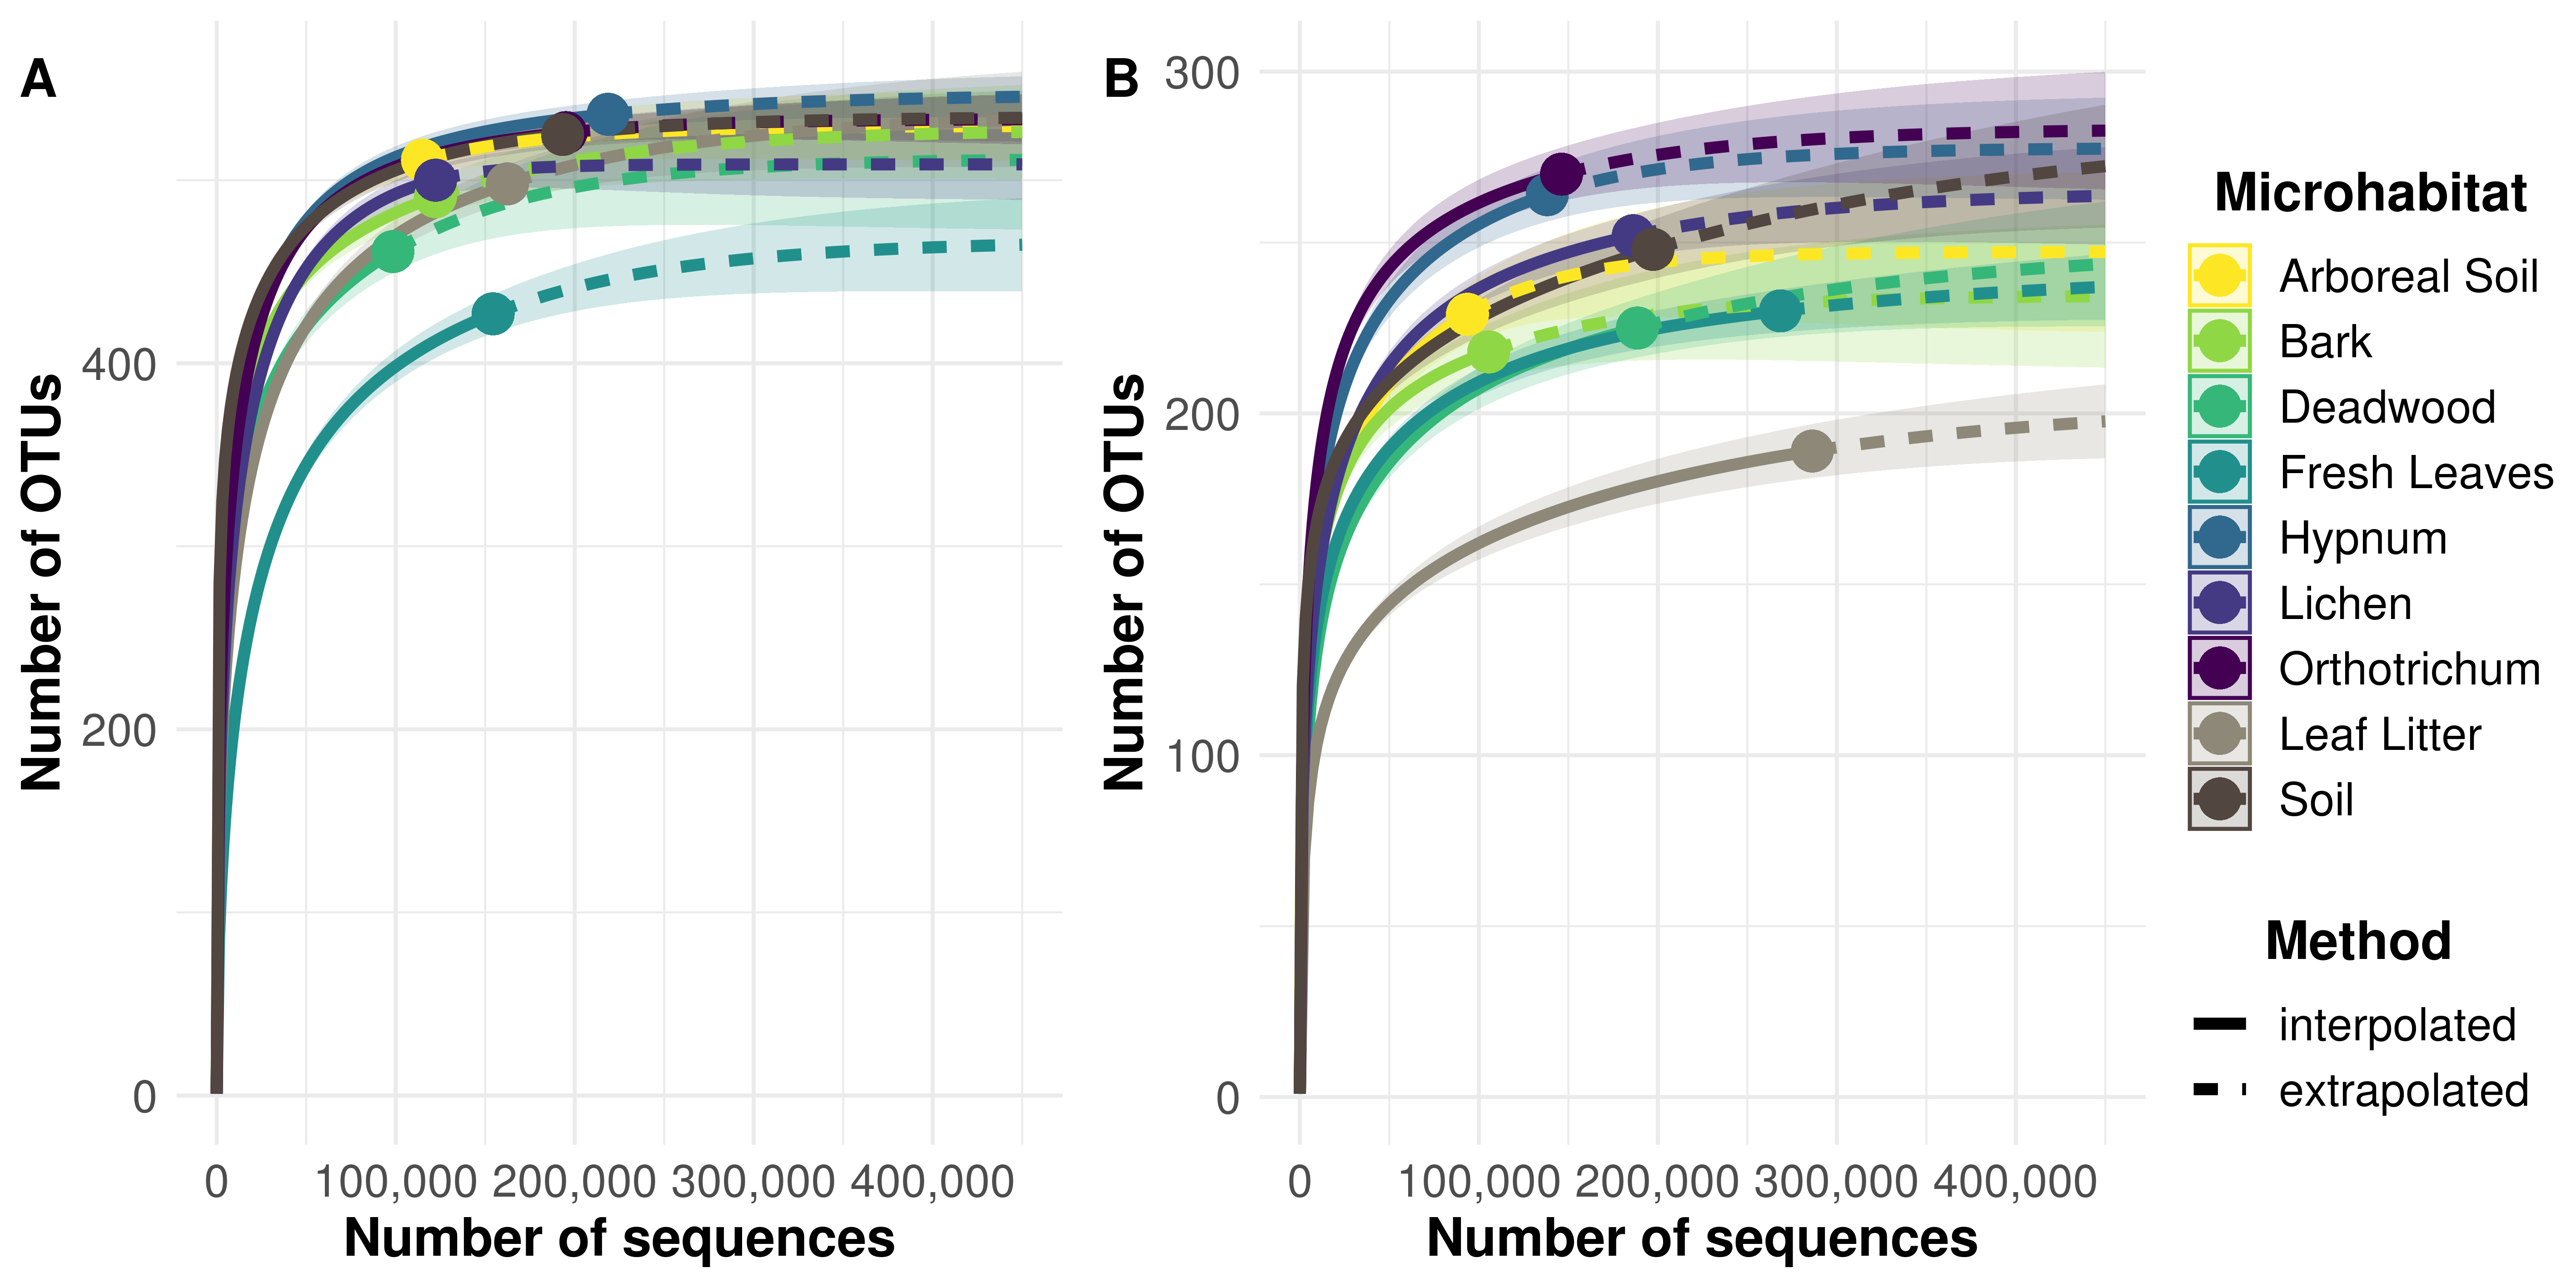 A
Number of OTUs
400
200
0
0
100,000
200,000
300,000
400,000
Number of sequences
B
Number of OTUs
300
200
100
0
0
100,000
200,000
300,000
400,000
Number of sequences
Microhabitat
Arboreal Soil
Bark
Deadwood
Fresh Leaves
Hypnum
Lichen
Orthotrichum
Leaf Litter
Soil
Method
interpolated
extrapolated